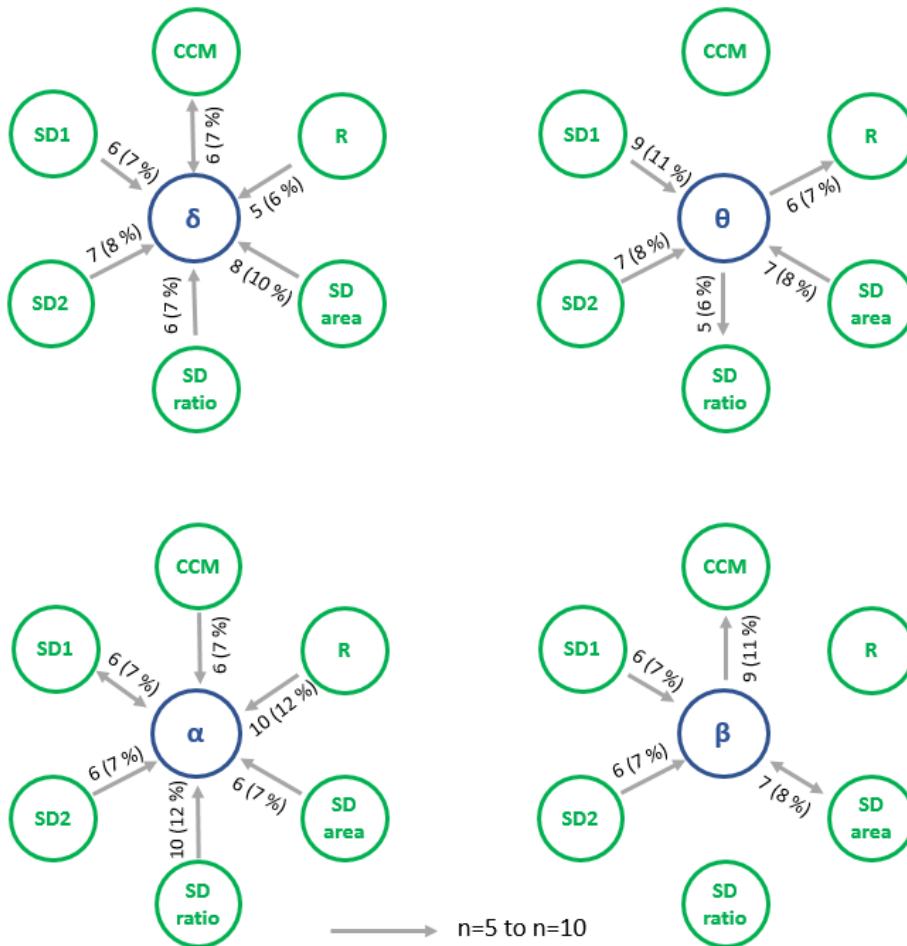 CCM
SD1
R
6 (7 %)
6 (7 %)
5 (6 %)
δ
7 (8 %)
8 (10 %)
SD2
6 (7 %)
SD
area
SD
ratio
CCM
SD1
R
9 (11 %)
6 (7 %)
θ
7 (8 %)
7 (8 %)
SD2
5 (6 %)
SD
area
SD
ratio
CCM
SD1
R
6 (7 %)
6 (7 %)
10 (12 %)
α
6 (7 %)
6 (7 %)
SD2
10 (12 %)
SD
area
SD
ratio
CCM
SD1
R
6 (7 %)
9 (11 %)
β
6 (7 %)
7 (8 %)
SD2
SD
area
SD
ratio
n=5 to n=10